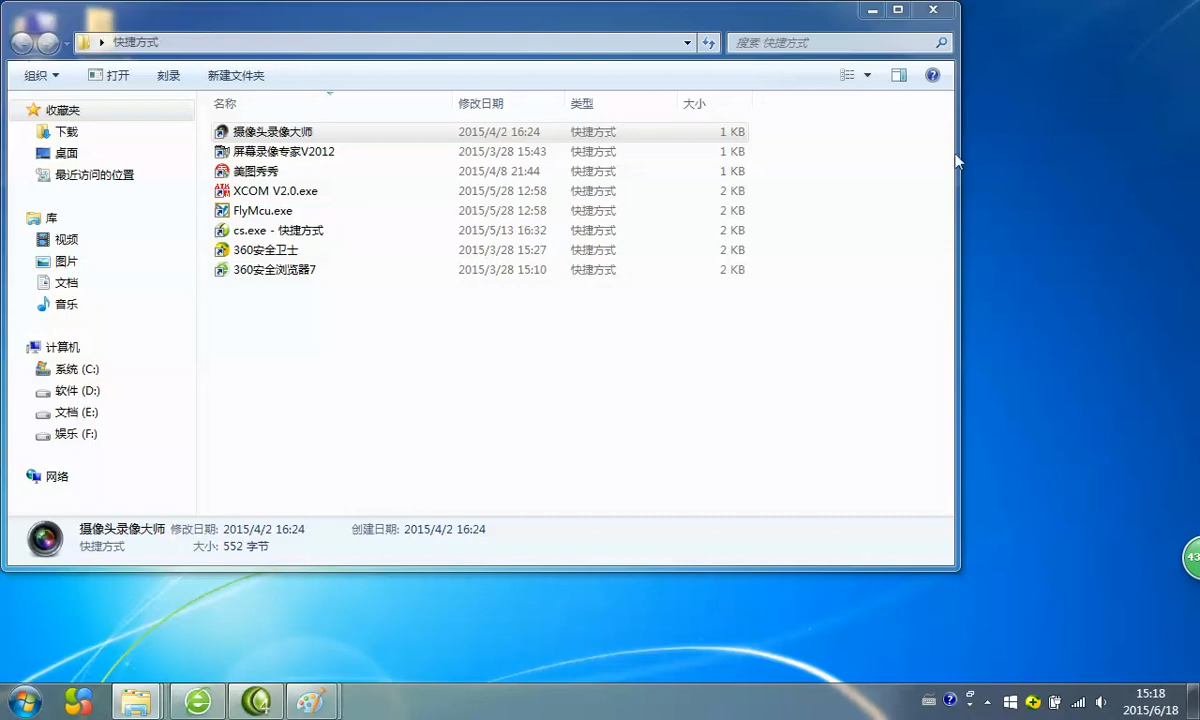 快捷方式
搜索 快捷方式
组织 打开 刻录 新建文件夹
名称 修改日期 类型 大小
收藏夹
下载
桌面
最近访问的位置
库
视频
图片
文档
音乐
计算机
系统 (C:)
软件 (D:)
文档 (E:)
娱乐 (F:)
网络
摄像头录像大师 2015/4/2 16:24 快捷方式 1 KB
屏幕录像专家V2012 2015/3/28 15:43 快捷方式 1 KB
美图秀秀 2015/4/8 21:44 快捷方式 1 KB
XCOM V2.0.exe 2015/5/28 12:58 快捷方式 2 KB
FlyMcu.exe 2015/5/28 12:58 快捷方式 2 KB
cs.exe - 快捷方式 2015/5/13 16:32 快捷方式 2 KB
360安全卫士 2015/3/28 15:27 快捷方式 2 KB
360安全浏览器7 2015/3/28 15:10 快捷方式 2 KB
摄像头录像大师 修改日期: 2015/4/2 16:24 创建日期: 2015/4/2 16:24
快捷方式 大小: 552 字节
43
15:18
2015/6/18